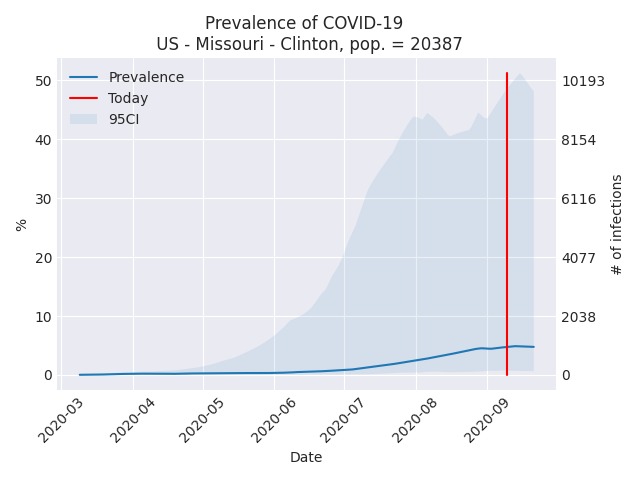 Prevalence of COVID-19
US - Missouri - Clinton, pop. = 20387
Prevalence
Today
95CI
50
40
30
20
10
0
%
10193
8154
6116
4077
2038
0
# of infections
2020-03
2020-04
2020-05
2020-06
2020-07
2020-08
2020-09
Date